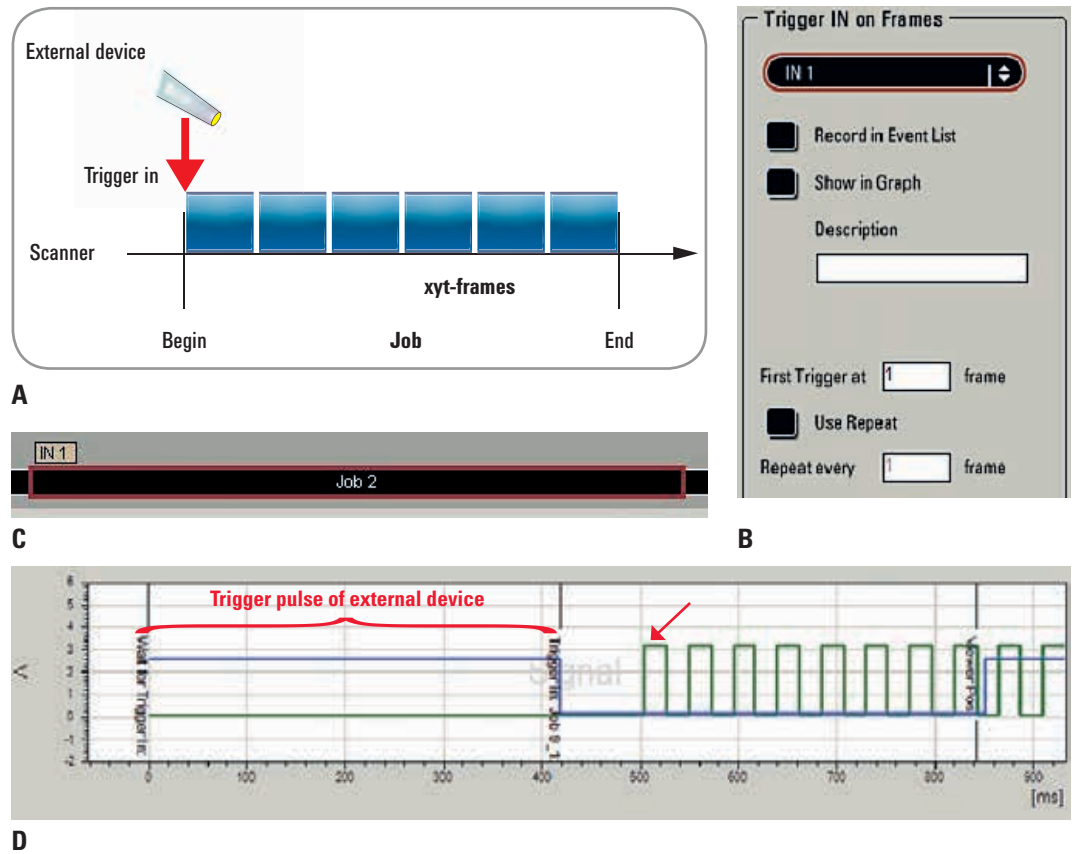 External device
Trigger in
Scanner
xyt-frames
Begin
Job
End
A
Trigger IN on Frames
IN 1
Record in Event List
Show in Graph
Description
First Trigger at 1 frame
Use Repeat
Repeat every 1 frame
B
IN 1
Job 2
C
Trigger pulse of external device
Signal
Wait for Trigger In,
6
5
4
3
2
1
0
-1
-2
V
0 100 200 300 400 500 600 700 800 900
[ms]
D